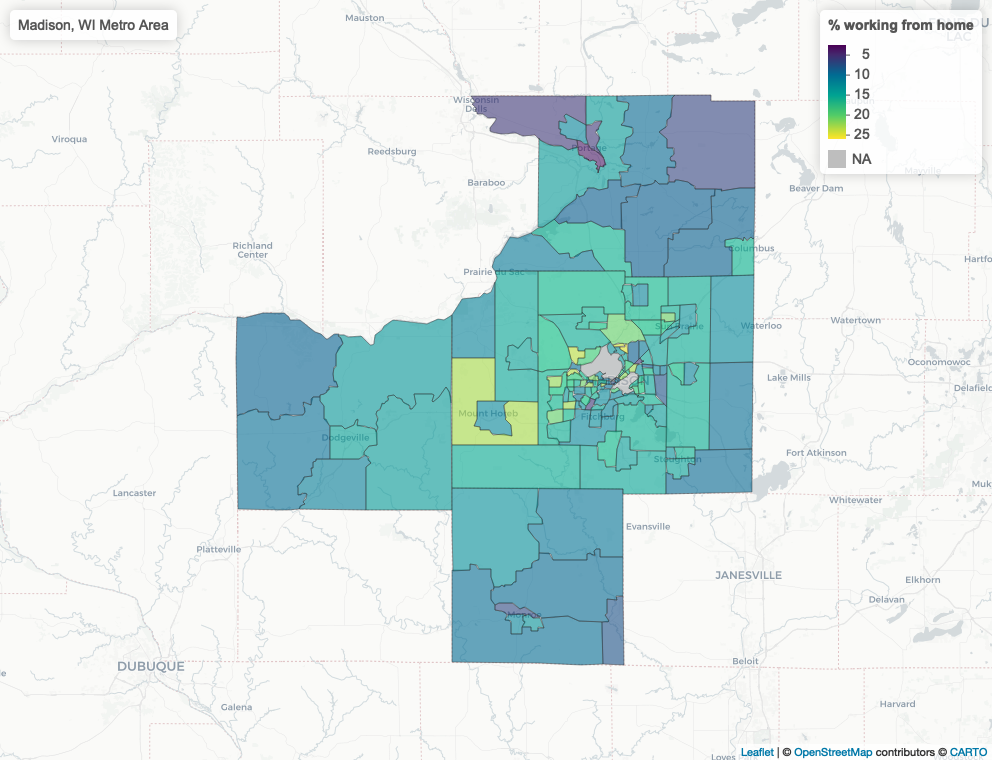 Mauston
Madison, WI Metro Area
% working from home
LAC
5
10
15
20
25
NA
Wisconsin
Dells
Viroqua
Portage
Reedsburg
Baraboo
Beaver Dam
Richland
Center
Columbus
Prairie du Sac
Sun Prairie
Waterloo
Watertown
Oconomowoc
Lake Mills
Mount Horeb
Fitchburg
Dodgeville
Stoughton
Fort Atkinson
Lancaster
Whitewater
Evansville
Platteville
JANESVILLE
Elkhorn
Delavan
Monroe
DUBUQUE
Beloit
Galena
Harvard
Leaflet | © OpenStreetMap contributors © CARTO